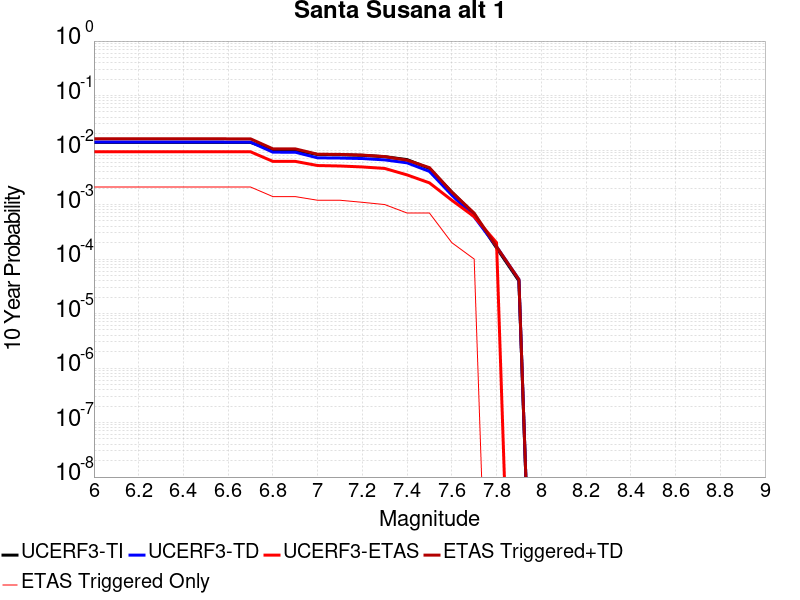 Santa Susana alt 1
10^0
10^-1
10^-2
10^-3
10^-4
10^-5
10^-6
10^-7
10^-8
10 Year Probability
6 6.2 6.4 6.6 6.8 7 7.2 7.4 7.6 7.8 8 8.2 8.4 8.6 8.8 9
Magnitude
UCERF3-TI UCERF3-TD UCERF3-ETAS ETAS Triggered+TD
ETAS Triggered Only